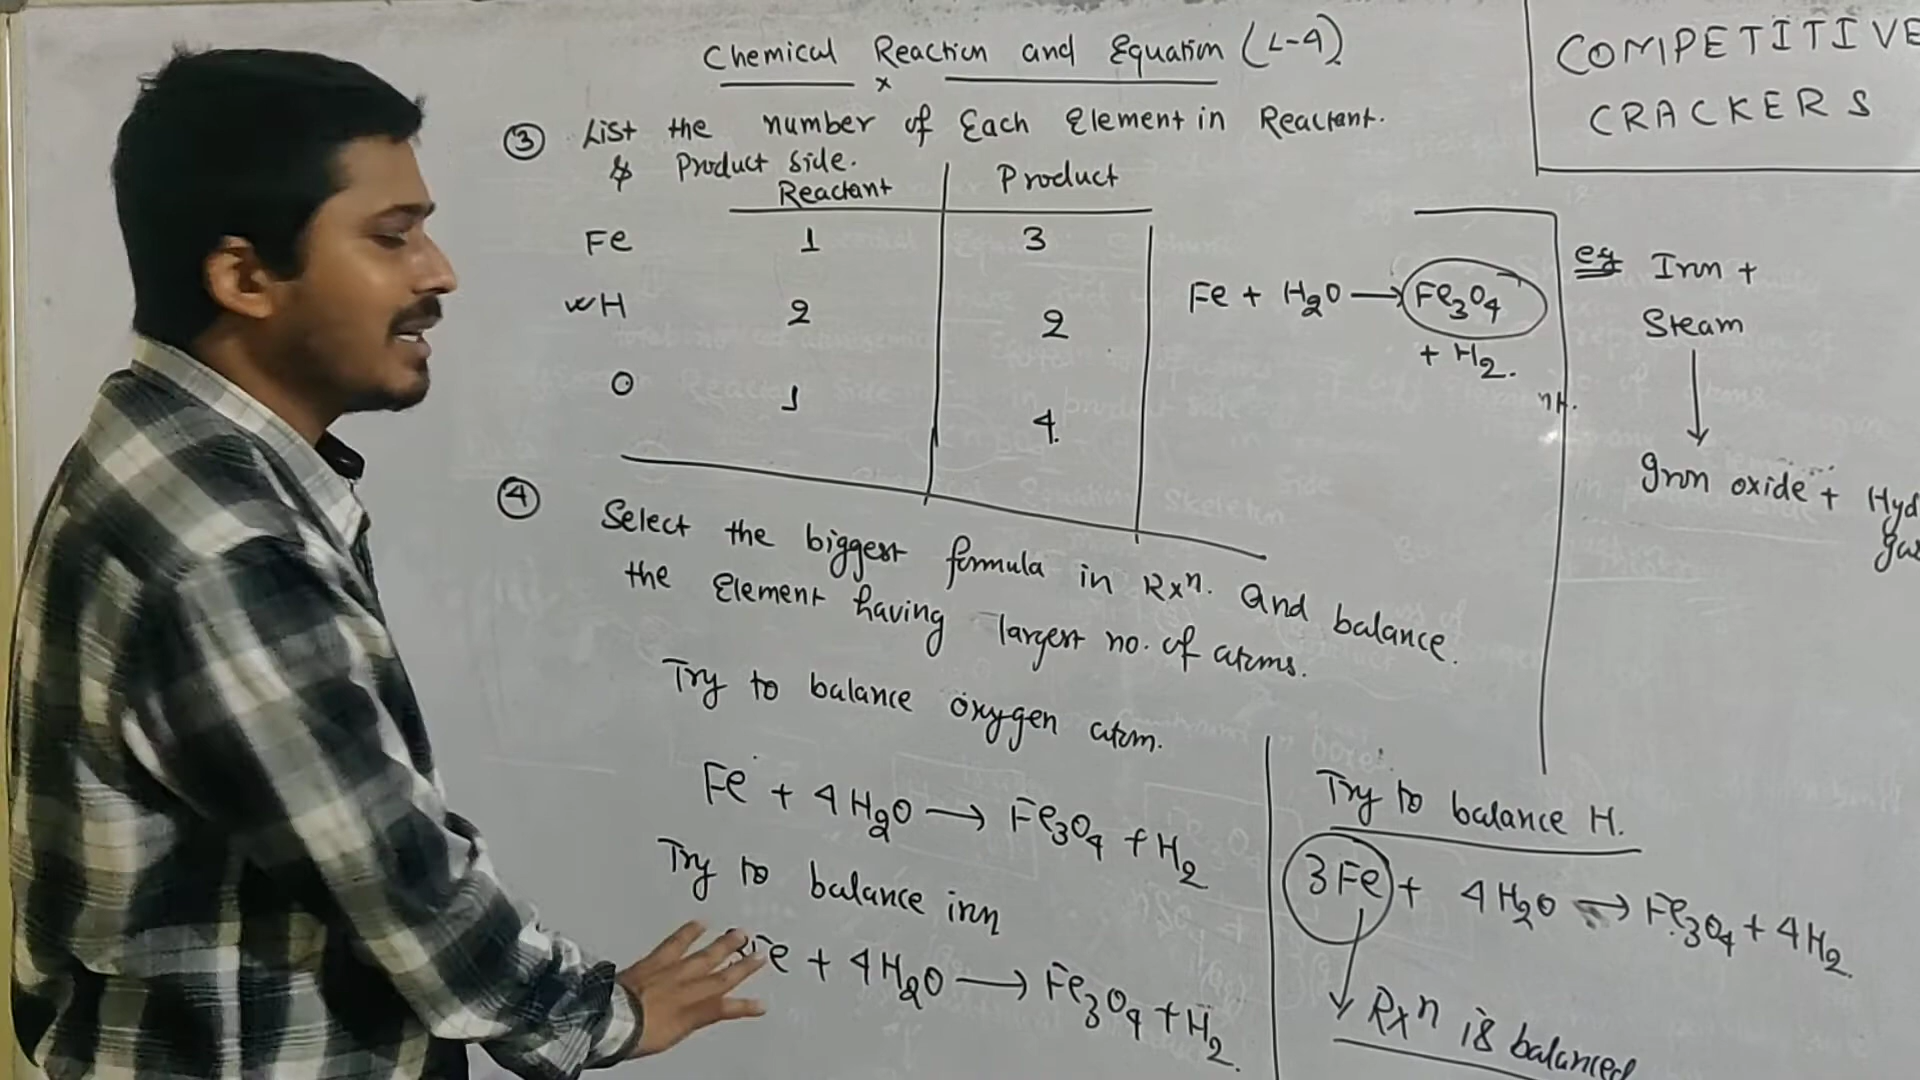 Chemical Reaction and Equation (L-4)
x
COMPETITIVE
CRACKERS
③ List the number of Each Element in Reactant.
& Product side.
Reactant Product
Fe 1 3
H 2 2
O 1 4.
Fe + H2O → Fe3O4
+ H2.
eg Iron +
Steam
↓
Iron oxide + Hyd
ga
④ Select the biggest formula in Rxⁿ. And balance.
the Element having largest no. of atoms.
Try to balance oxygen atom.
Fe + 4H2O → Fe3O4 + H2
Try to balance iron
3Fe + 4H2O → Fe3O4 + H2.
Try to balance H.
3Fe + 4H2O → Fe3O4 + 4H2.
↓ Rxⁿ is balanced